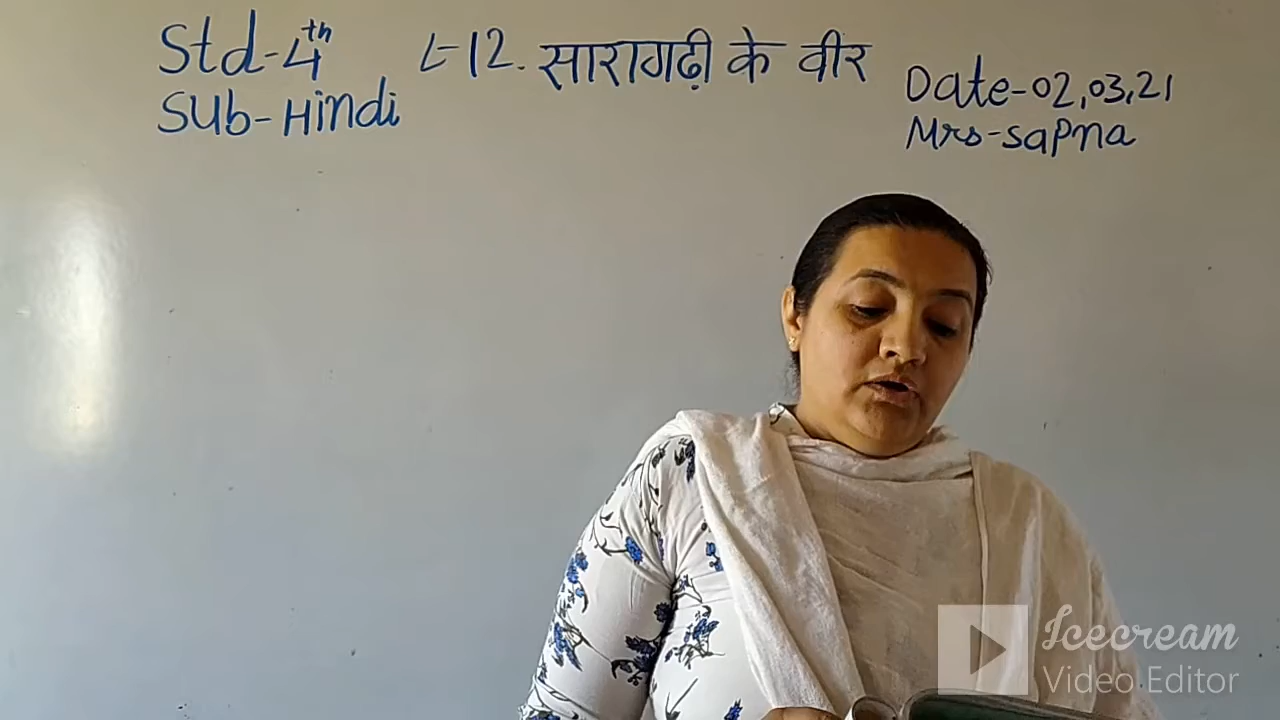 Std-4th
Sub-Hindi
L-12. सारागढ़ी के वीर
Date-02,03,21
Mrs-sapna
Icecream
Video Editor